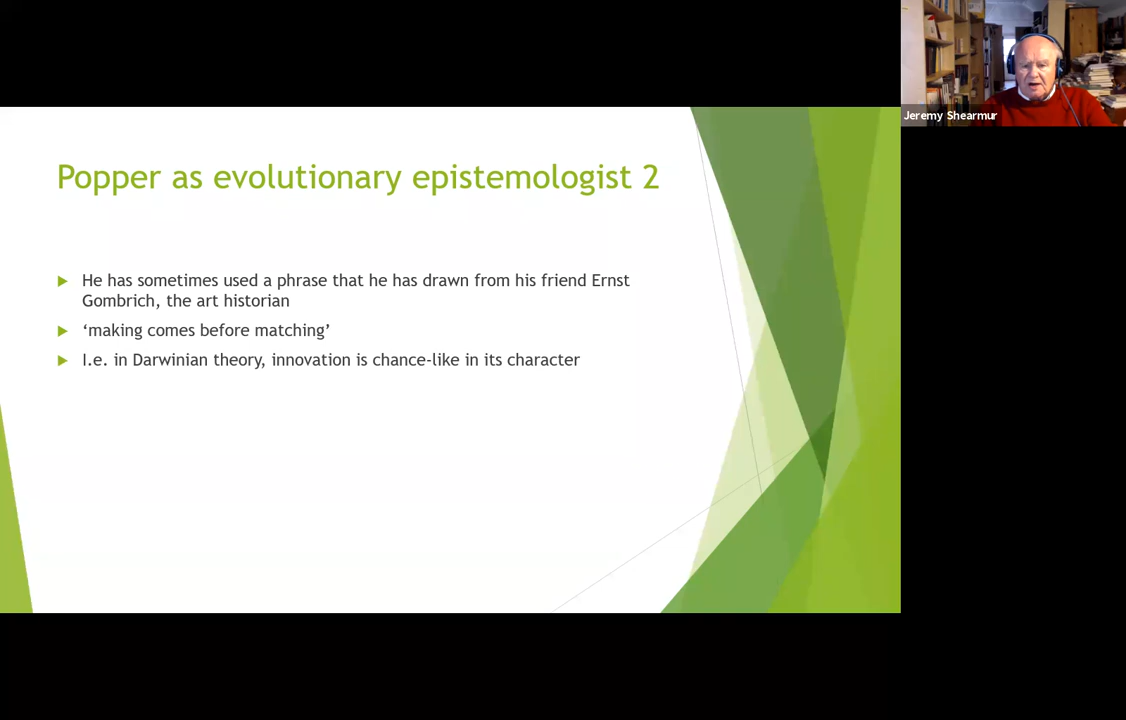 Popper as evolutionary epistemologist 2
He has sometimes used a phrase that he has drawn from his friend Ernst
Gombrich, the art historian
‘making comes before matching’
I.e. in Darwinian theory, innovation is chance-like in its character
Jeremy Shearmur